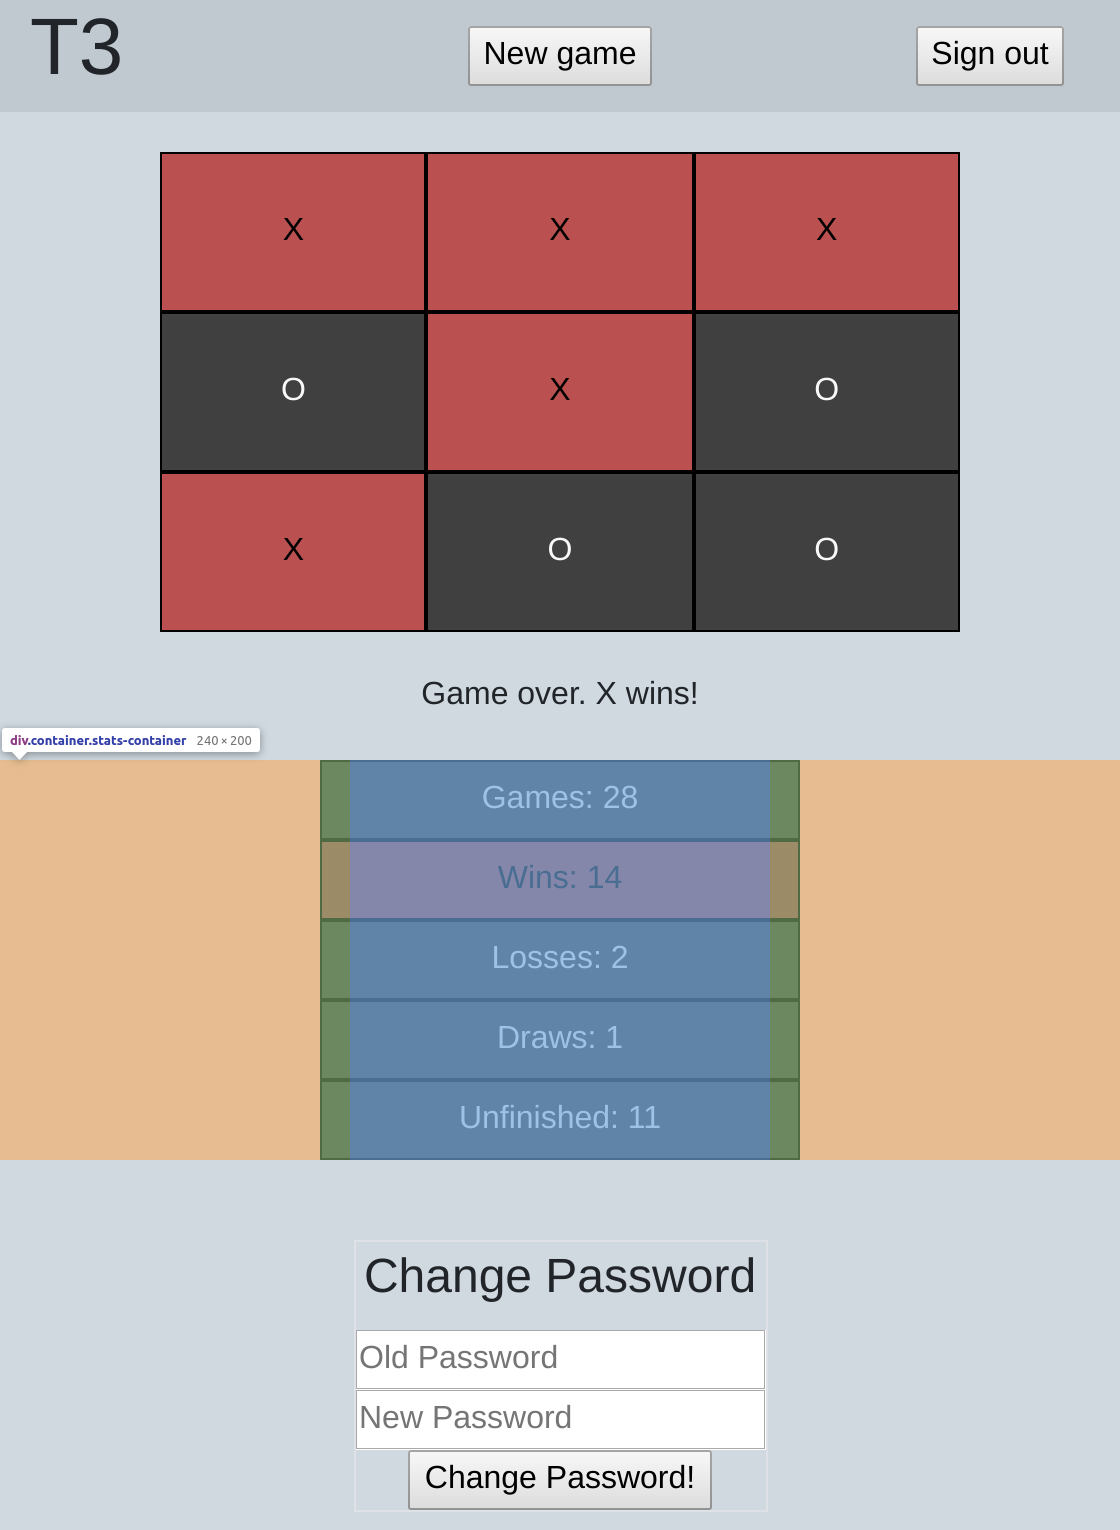 T3
New game
Sign out
X X X
O X O
X O O
Game over. X wins!
div.container.stats-container 240 × 200
Games: 28
Wins: 14
Losses: 2
Draws: 1
Unfinished: 11
Change Password
Old Password
New Password
Change Password!